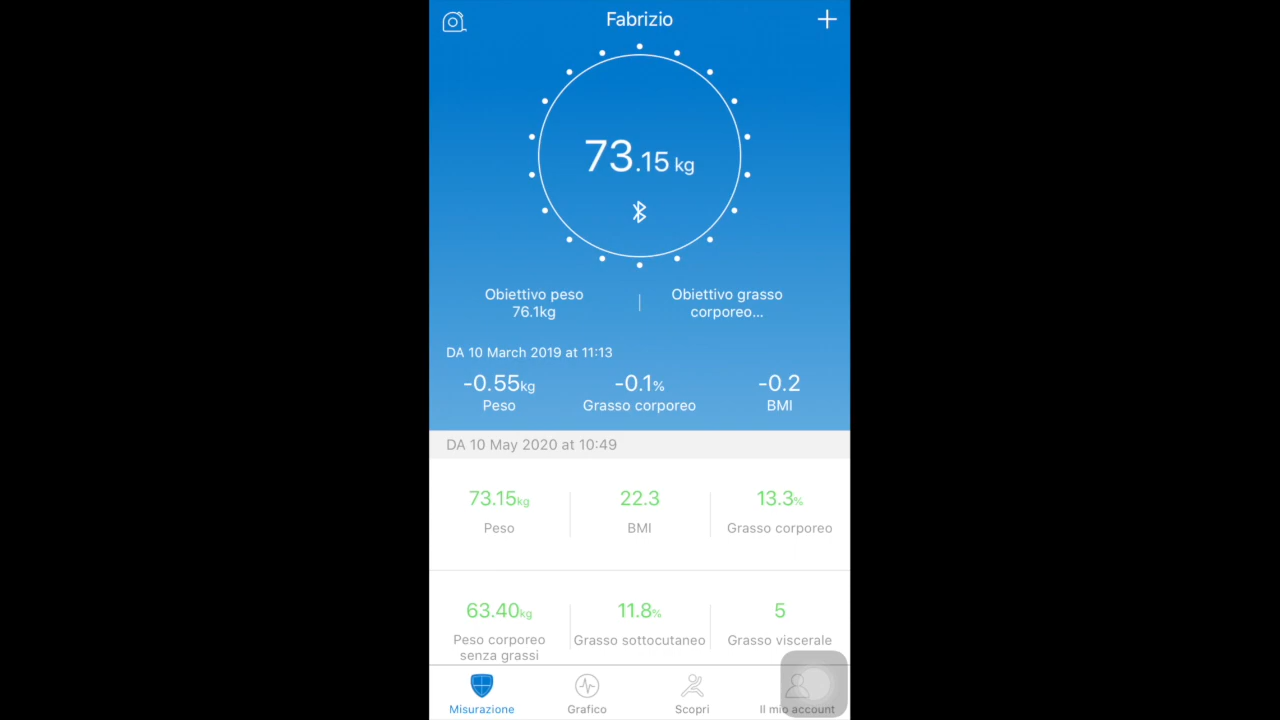 Fabrizio
73.15 kg
Obiettivo peso
76.1kg
Obiettivo grasso
corporeo...
DA 10 March 2019 at 11:13
-0.55kg
Peso
-0.1%
Grasso corporeo
-0.2
BMI
DA 10 May 2020 at 10:49
73.15kg
Peso
22.3
BMI
13.3%
Grasso corporeo
63.40kg
Peso corporeo
senza grassi
11.8%
Grasso sottocutaneo
5
Grasso viscerale
Misurazione
Grafico
Scopri
Il mio account